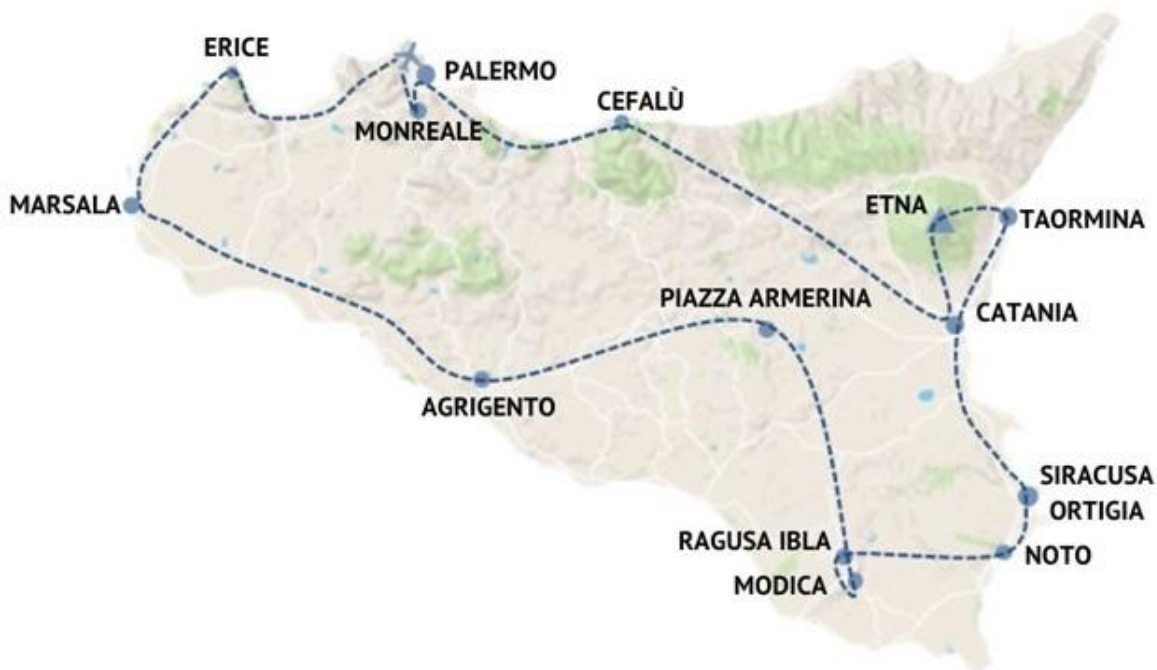 ERICE
PALERMO
MONREALE
CEFALÙ
MARSALA
ETNA
TAORMINA
PIAZZA ARMERINA
CATANIA
AGRIGENTO
SIRACUSA
ORTIGIA
RAGUSA IBLA
NOTO
MODICA